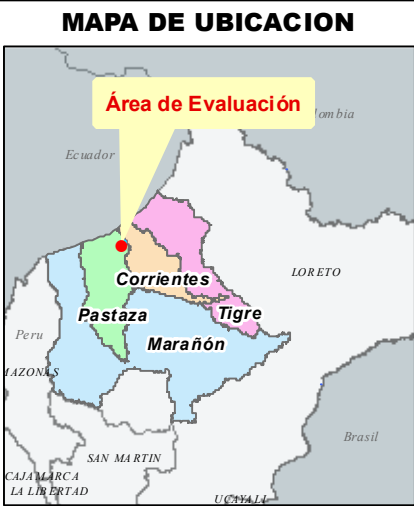 MAPA DE UBICACION
Área de Evaluación
lombia
Ecuador
LORETO
Corrientes
Pastaza
Tigre
Peru
Marañón
MAZONAS
Brasil
SAN MARTIN
CAJAMARCA
LA LIBERTAD
UCAYALI